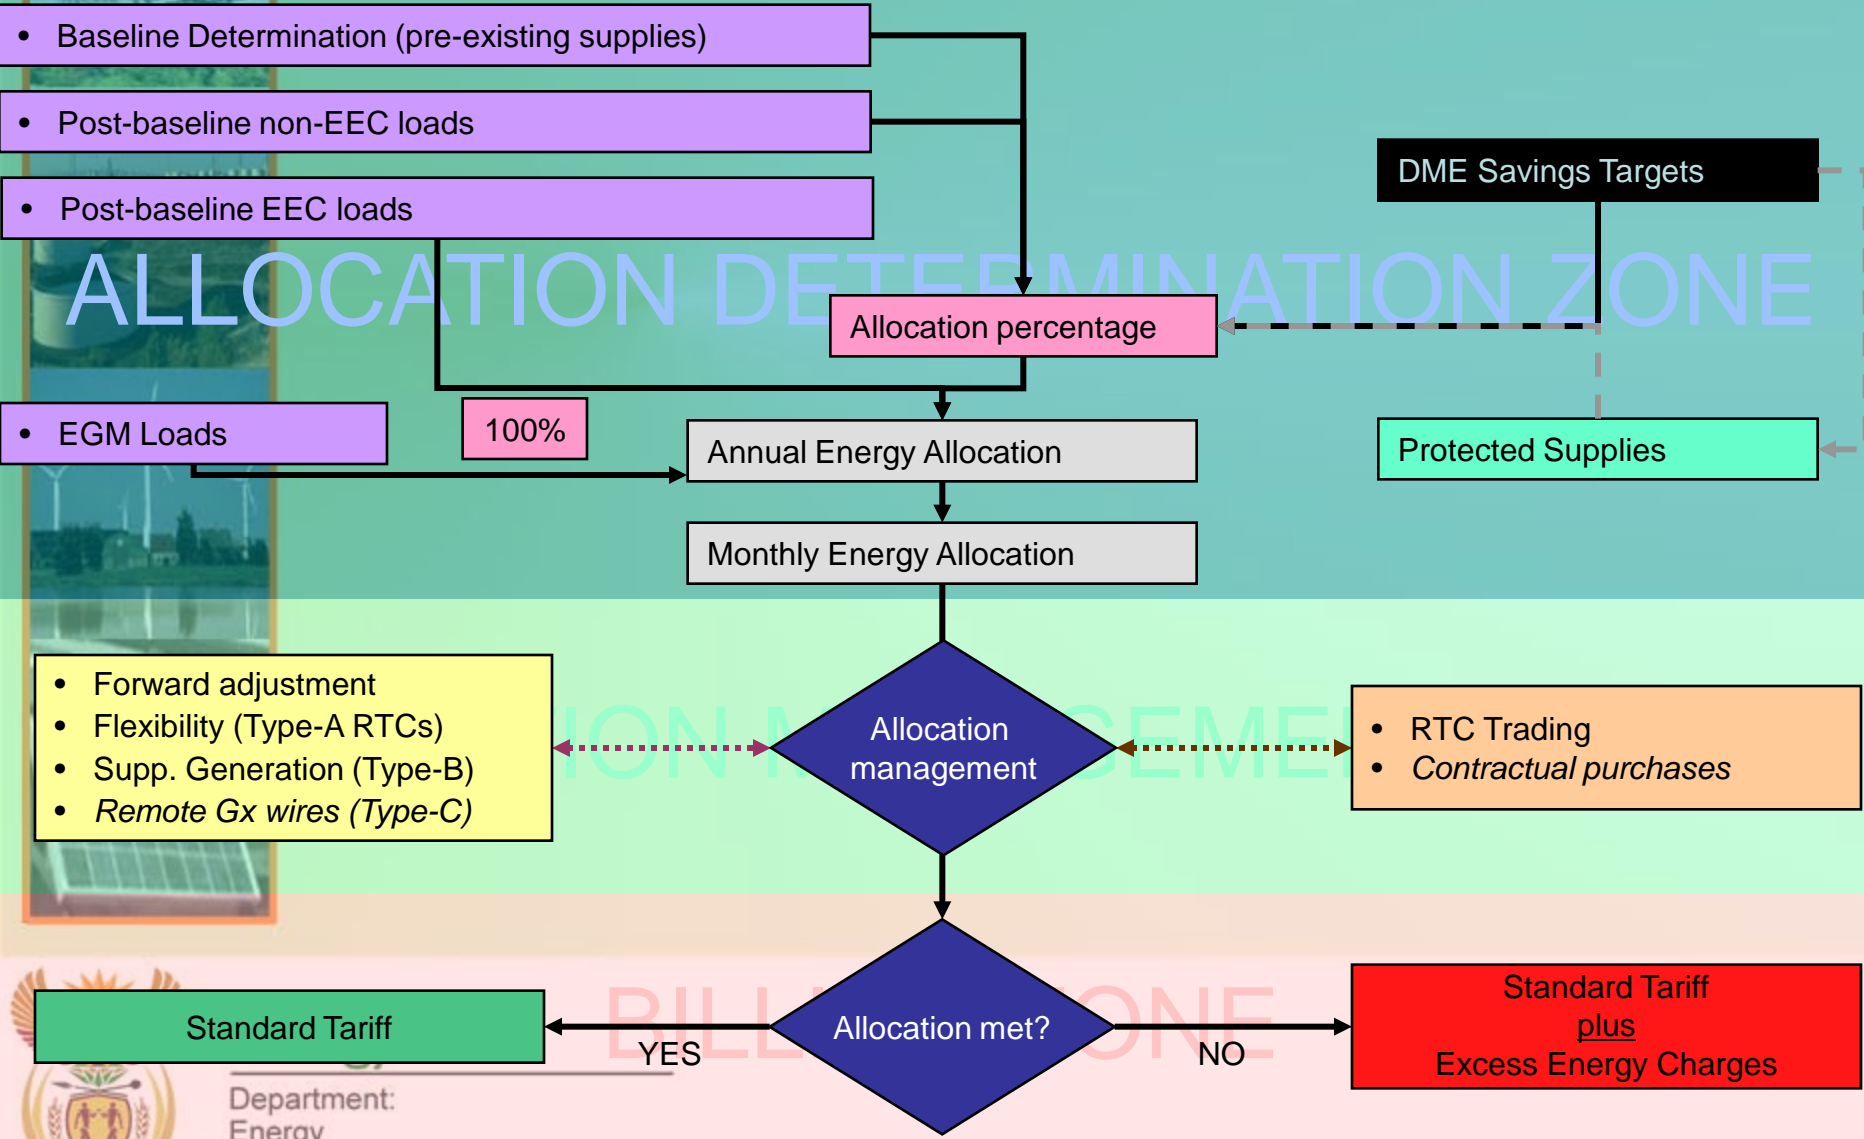 • Baseline Determination (pre-existing supplies)
• Post-baseline non-EEC loads
• Post-baseline EEC loads
DME Savings Targets
ALLOCATION DETERMINATION ZONE
Allocation percentage
• EGM Loads
100%
Annual Energy Allocation
Protected Supplies
Monthly Energy Allocation
• Forward adjustment
• Flexibility (Type-A RTCs)
• Supp. Generation (Type-B)
• Remote Gx wires (Type-C)
Allocation
management
• RTC Trading
• Contractual purchases
Standard Tariff
YES
Allocation met?
NO
Standard Tariff
plus
Excess Energy Charges
Department:
Energy